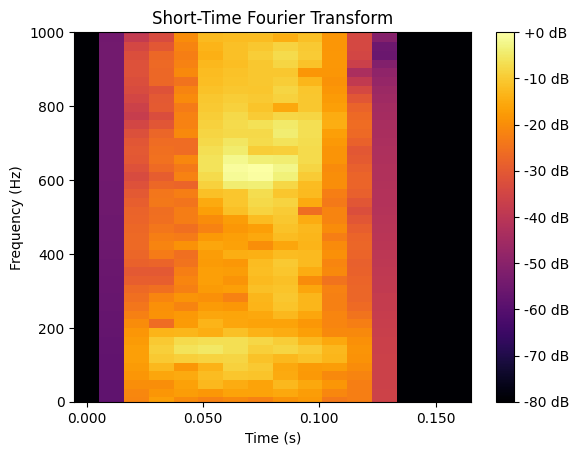 Short-Time Fourier Transform
1000
800
600
400
200
0
Frequency (Hz)
0.000
0.050
0.100
0.150
Time (s)
+0 dB
-10 dB
-20 dB
-30 dB
-40 dB
-50 dB
-60 dB
-70 dB
-80 dB